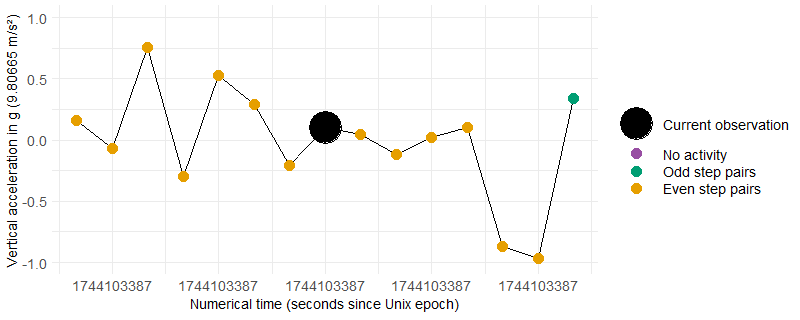 Vertical acceleration in g (9.80665 m/s²)
1.0
0.5
0.0
-0.5
-1.0
1744103387 1744103387 1744103387 1744103387 1744103387
Numerical time (seconds since Unix epoch)
Current observation
No activity
Odd step pairs
Even step pairs